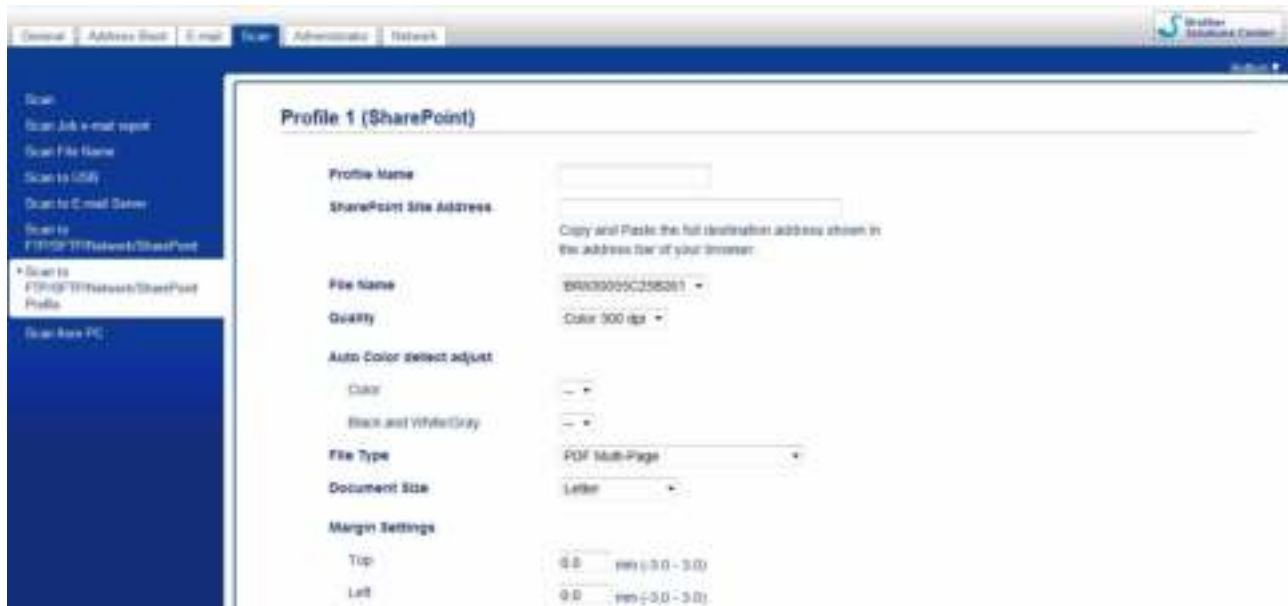 General
Address Book
E-mail
Scan
Administrator
Network
Brother
Solutions Center
Author
Scan
Scan Job e-mail report
Scan File Name
Scan to USB
Scan to E-mail Server
Scan to
FTP/SFTP/Network/SharePoint
Scan to
FTP/SFTP/Network/SharePoint
Profile
Scan from PC
Profile 1 (SharePoint)
Profile Name
SharePoint Site Address
Copy and Paste the full destination address shown in
the address bar of your browser.
File Name
Quality
Color 300 dpi
Auto Color detect adjust
Color
--
Black and White/Gray
--
File Type
PDF Multi-Page
Document Size
Letter
Margin Settings
Top
0.0 mm (-3.0 - 3.0)
Left
0.0 mm (-3.0 - 3.0)